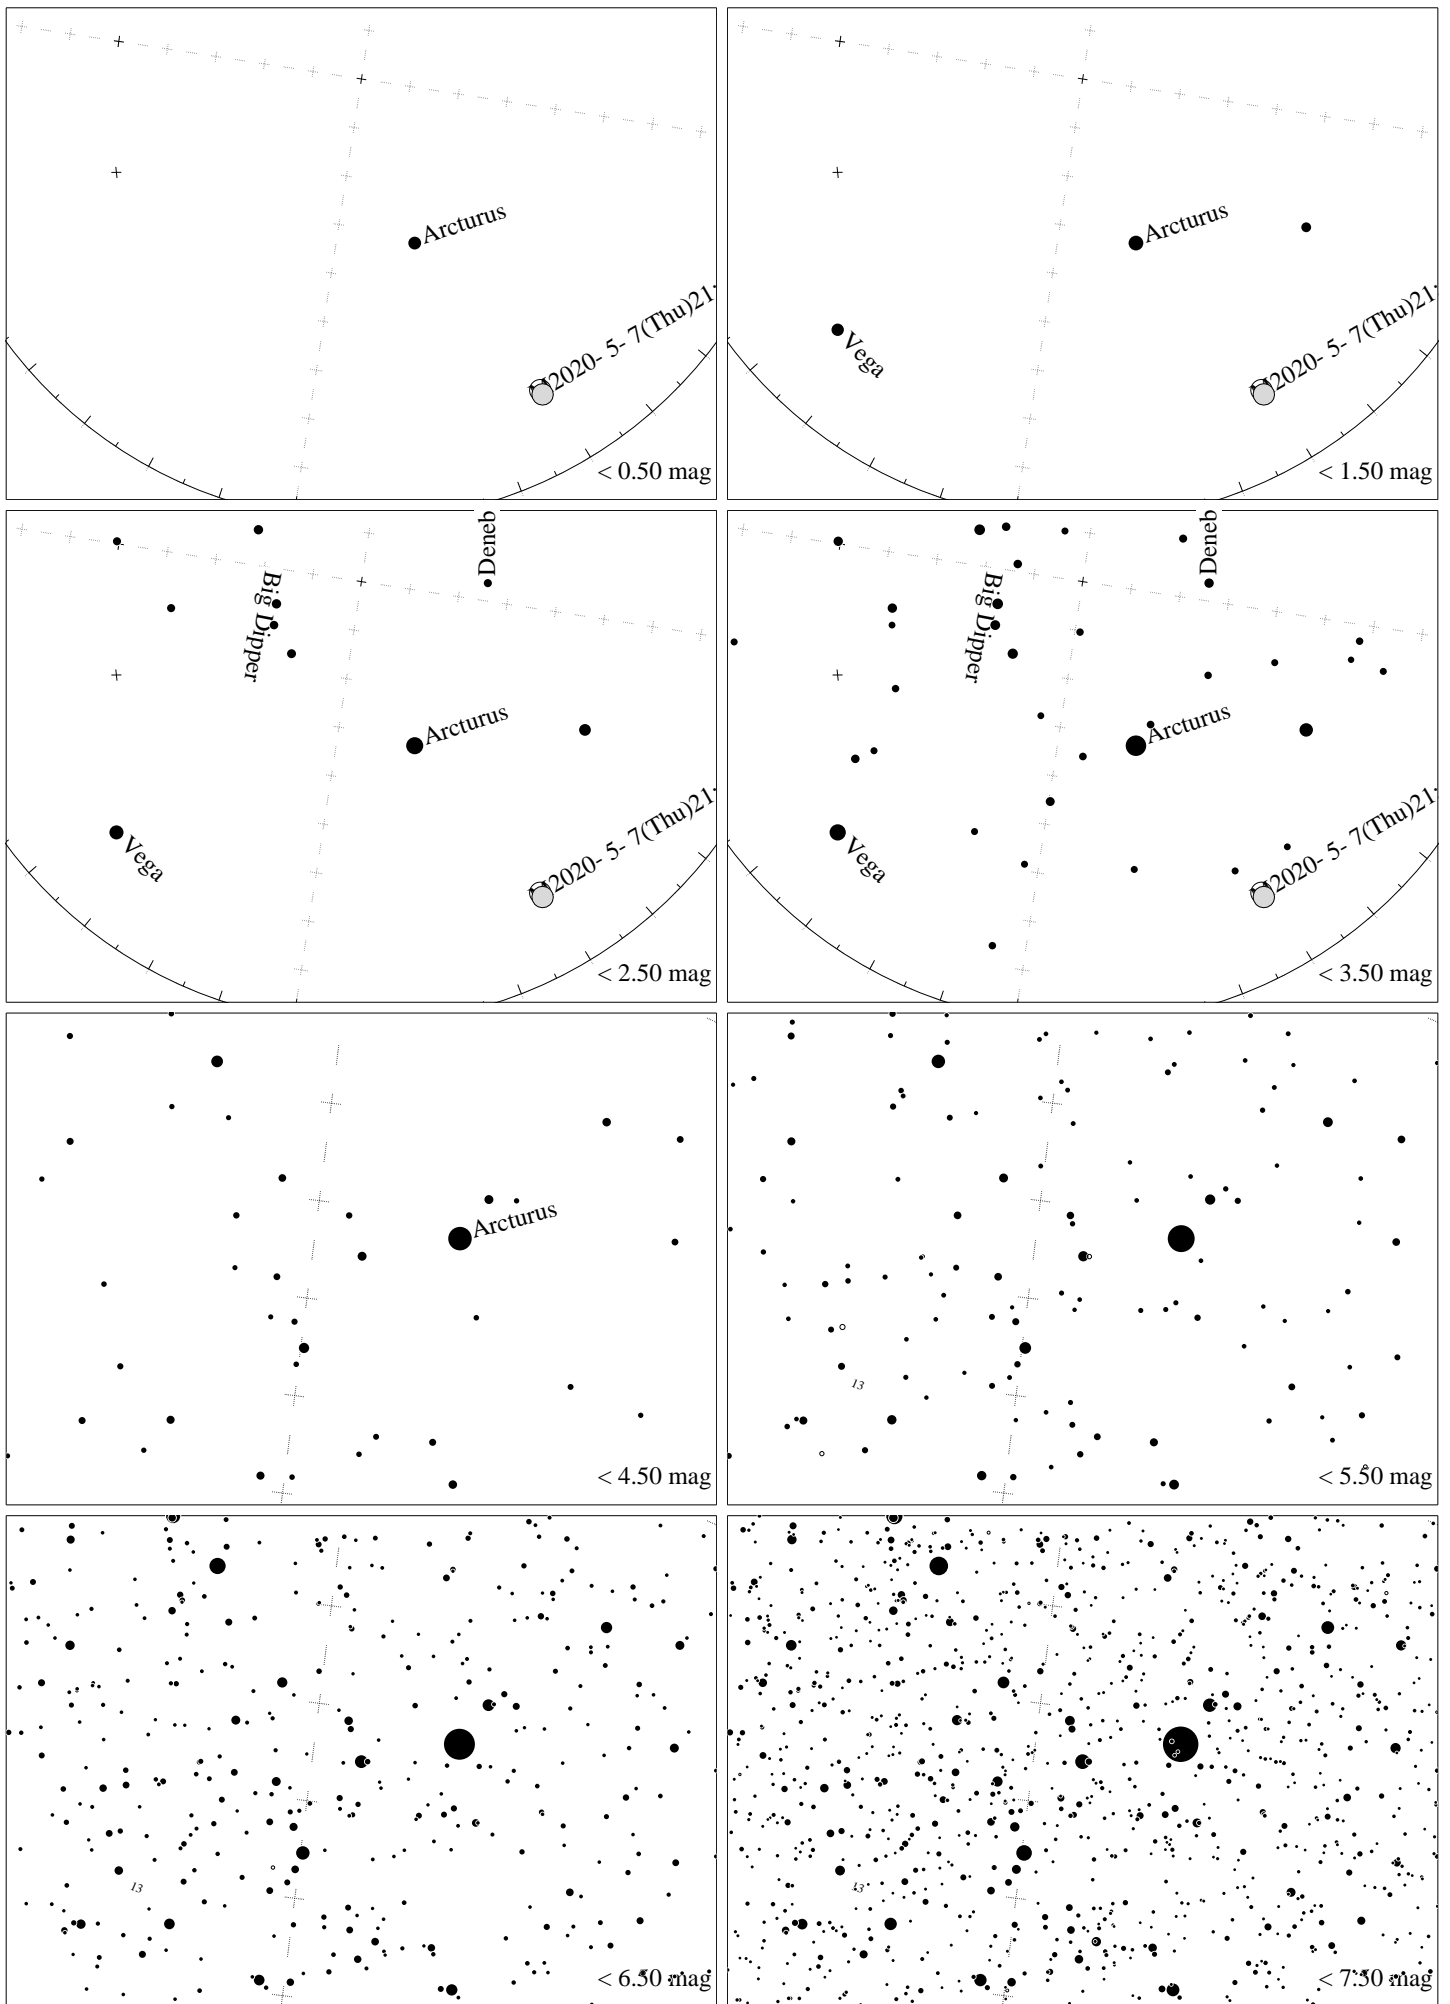 Arcturus
2020- 5- 7(Thu)21
< 0.50 mag
Arcturus
Vega
2020- 5- 7(Thu)21
< 1.50 mag
Deneb
Big Dipper
Arcturus
2020- 5- 7(Thu)21
Vega
< 2.50 mag
Deneb
Big Dipper
Arcturus
2020- 5- 7(Thu)21
Vega
< 3.50 mag
Arcturus
< 4.50 mag
13
< 5.50 mag
13
< 6.50 mag
13
< 7.50 mag